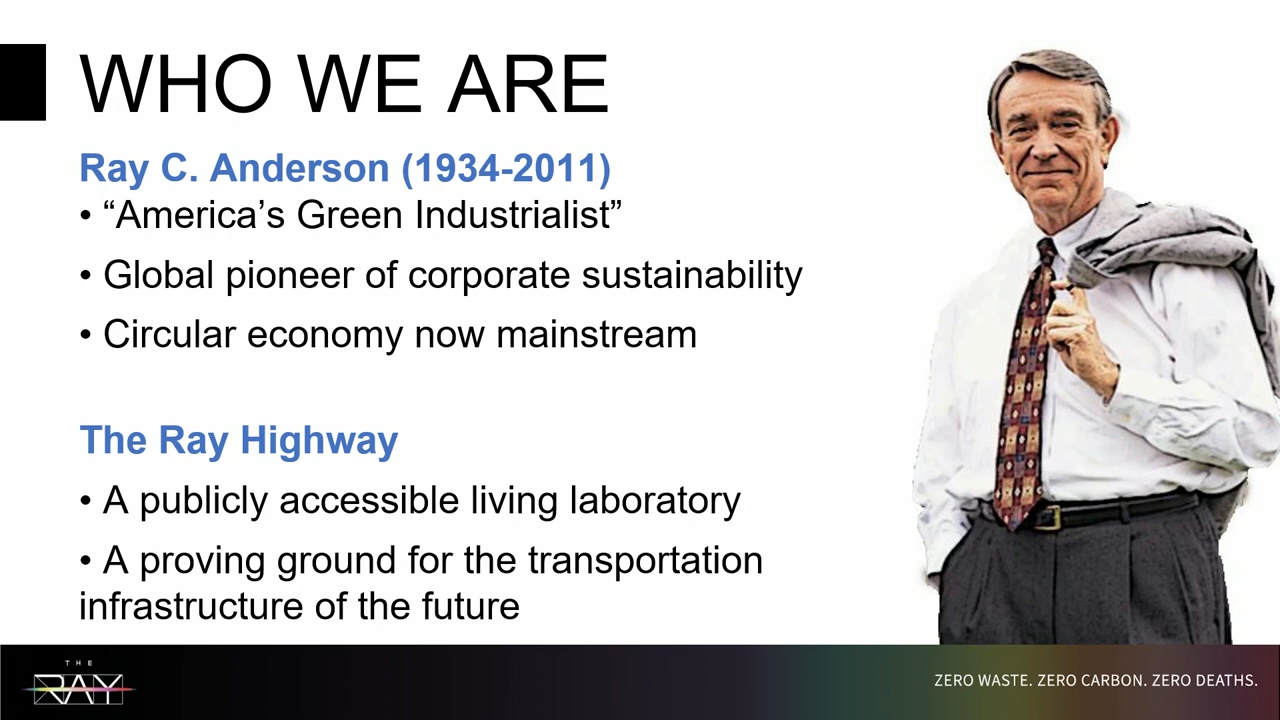 WHO WE ARE
Ray C. Anderson (1934-2011)
• “America’s Green Industrialist”
• Global pioneer of corporate sustainability
• Circular economy now mainstream
The Ray Highway
• A publicly accessible living laboratory
• A proving ground for the transportation
infrastructure of the future
THE
RAY
ZERO WASTE. ZERO CARBON. ZERO DEATHS.